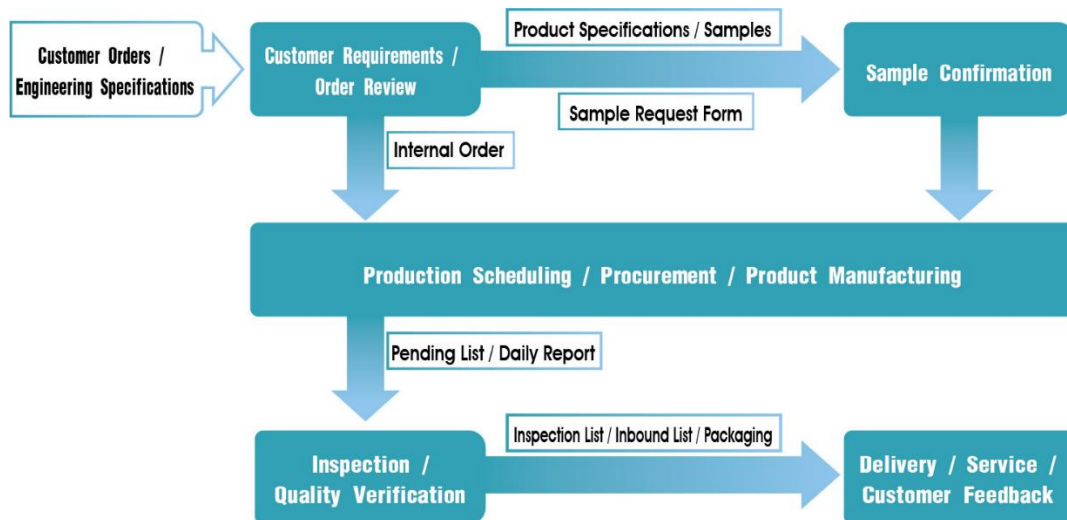 Customer Orders /
Engineering Specifications
Customer Requirements /
Order Review
Product Specifications / Samples
Sample Request Form
Sample Confirmation
Internal Order
Production Scheduling / Procurement / Product Manufacturing
Pending List / Daily Report
Inspection /
Quality Verification
Inspection List / Inbound List / Packaging
Delivery / Service /
Customer Feedback